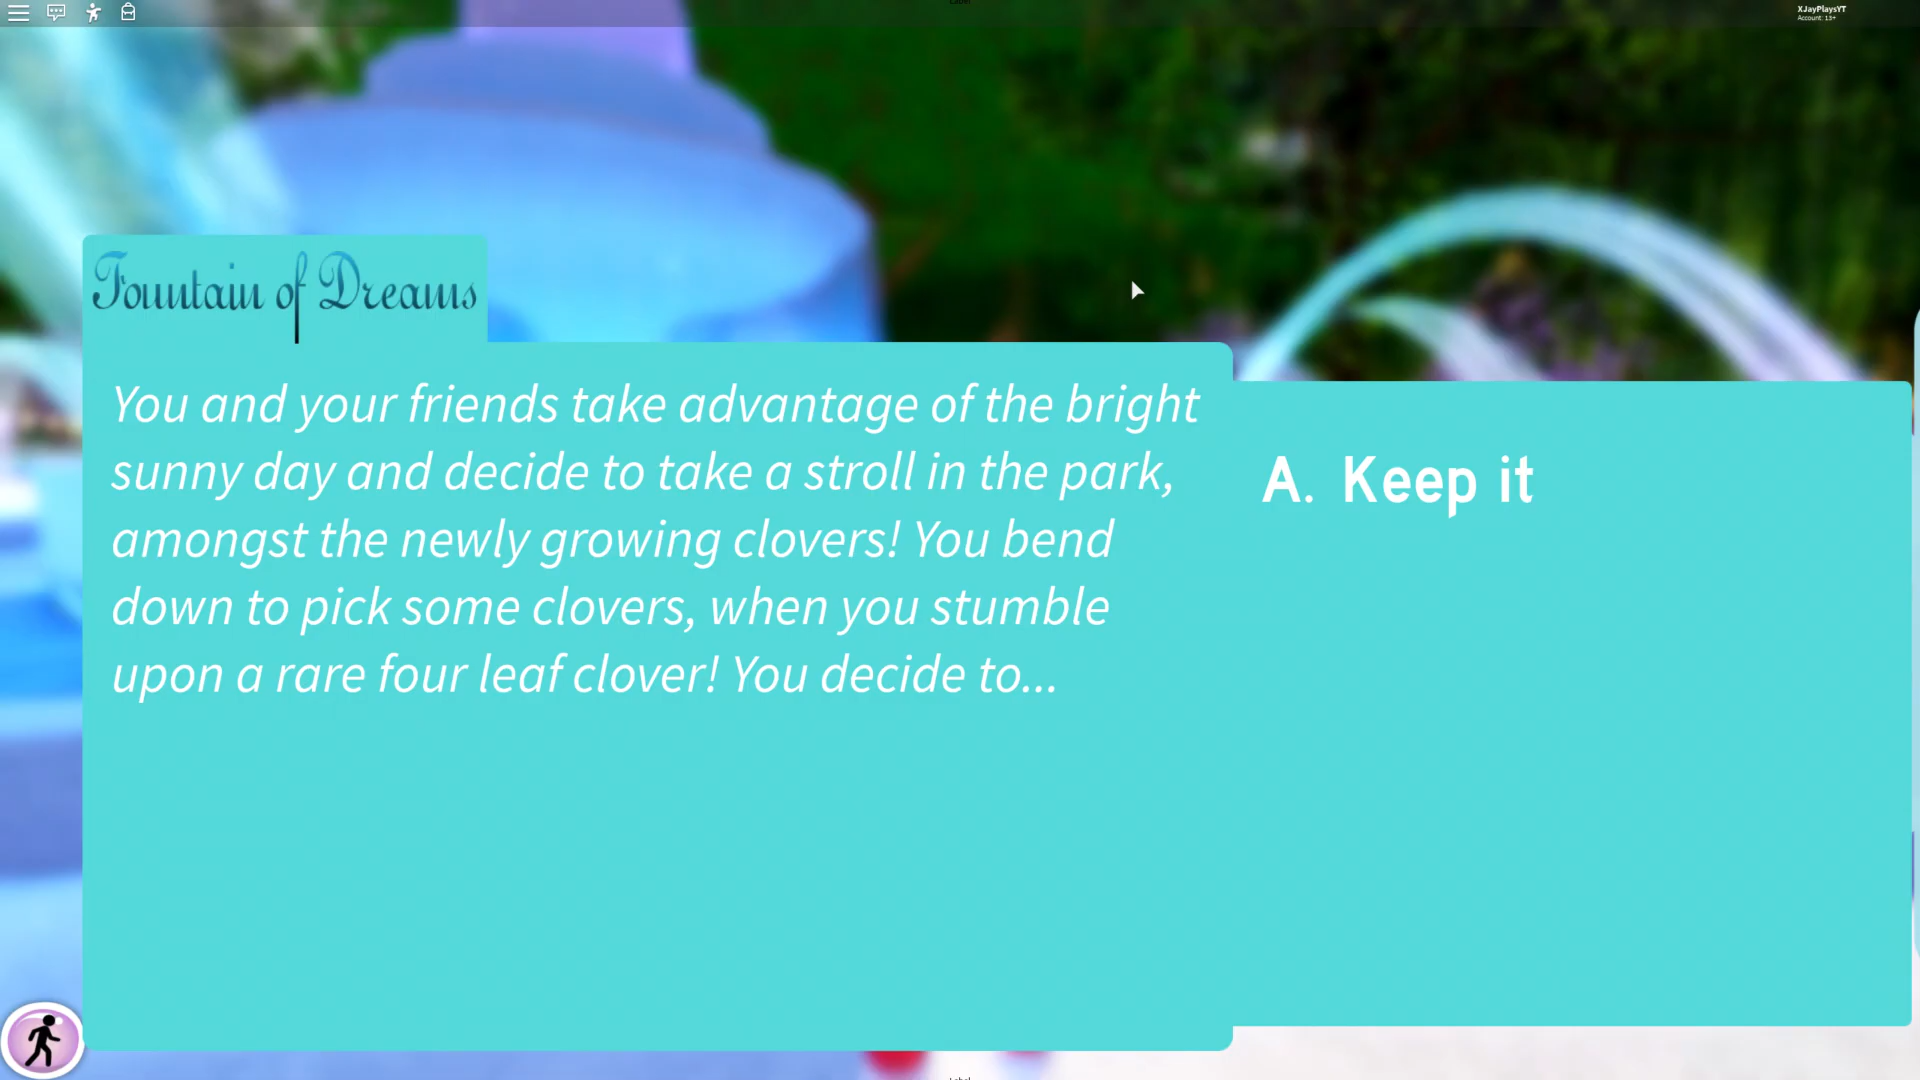 XJayPlaysYT
Account: 13+
Fountain of Dreams
You and your friends take advantage of the bright
sunny day and decide to take a stroll in the park,
amongst the newly growing clovers! You bend
down to pick some clovers, when you stumble
upon a rare four leaf clover! You decide to...
A. Keep it